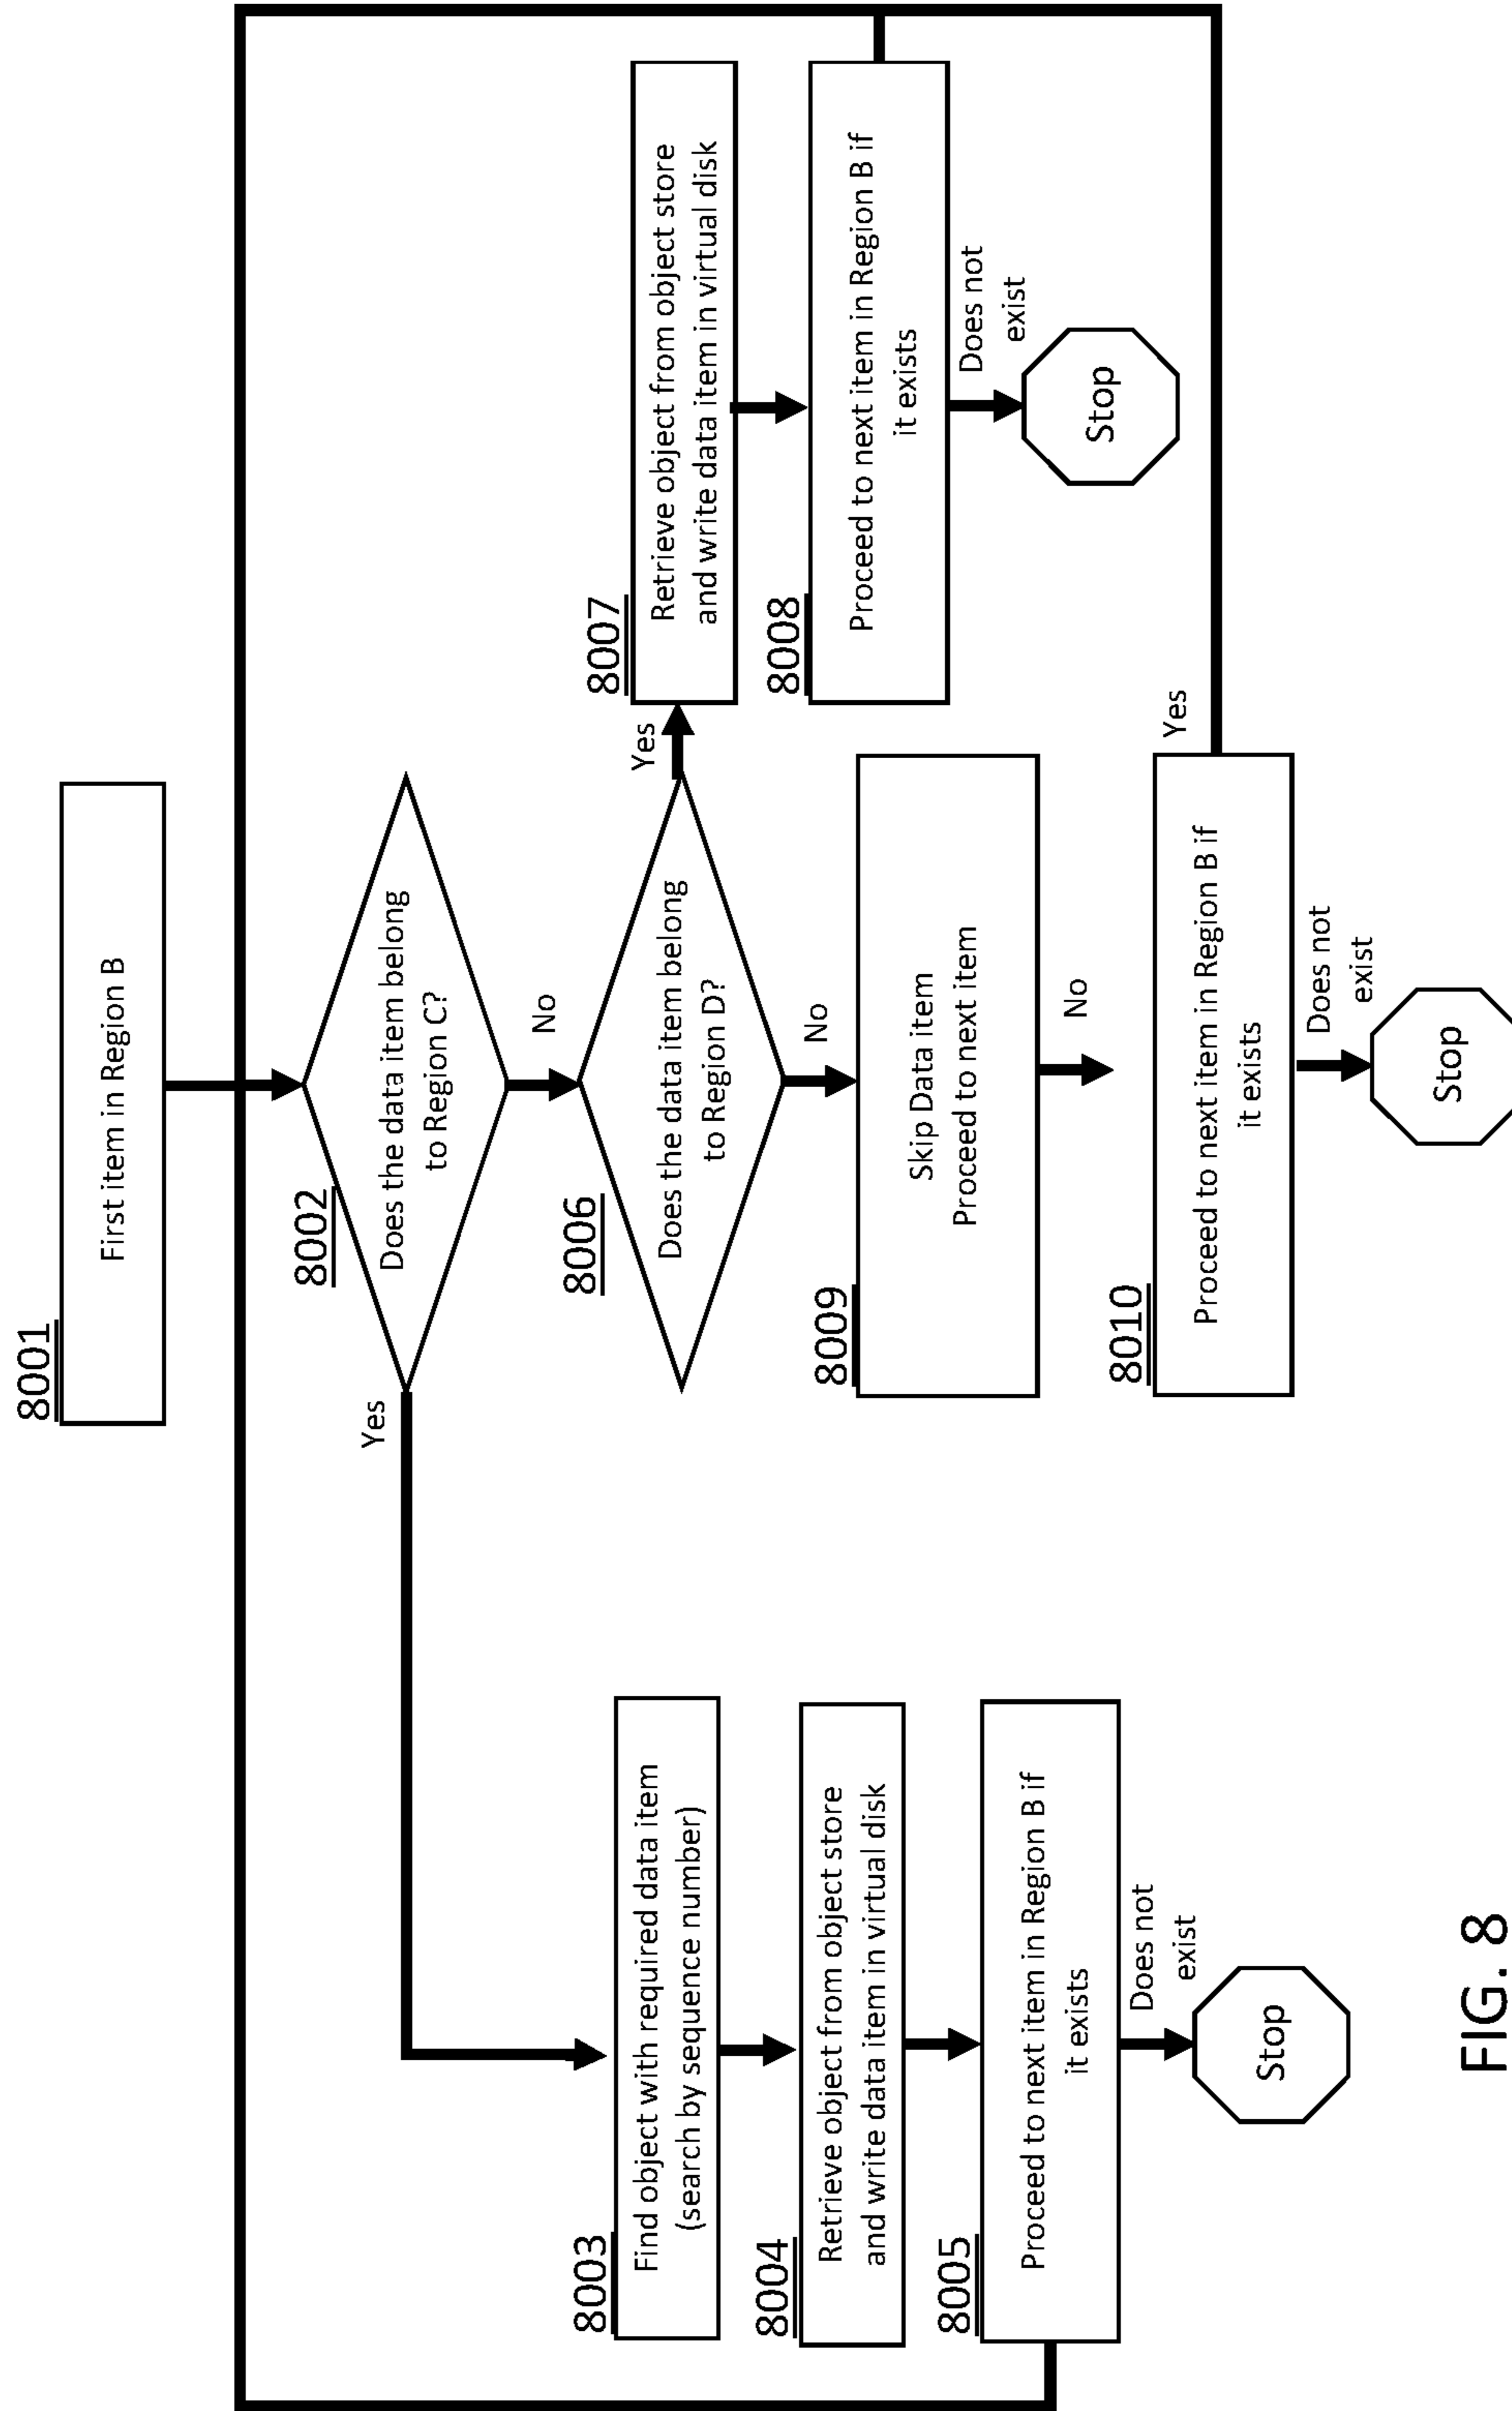 8001
First item in Region B
8002
Does the data item belong
to Region C?
Yes
No
8003
Find object with required data item
(search by sequence number)
8004
Retrieve object from object store
and write data item in virtual disk
8005
Proceed to next item in Region B if
it exists
Does not
exist
Stop
8006
Does the data item belong
to Region D?
Yes
No
8007
Retrieve object from object store
and write data item in virtual disk
8008
Proceed to next item in Region B if
it exists
Does not
exist
Stop
8009
Skip Data item
Proceed to next item
No
8010
Proceed to next item in Region B if
it exists
Yes
Does not
exist
Stop
FIG. 8